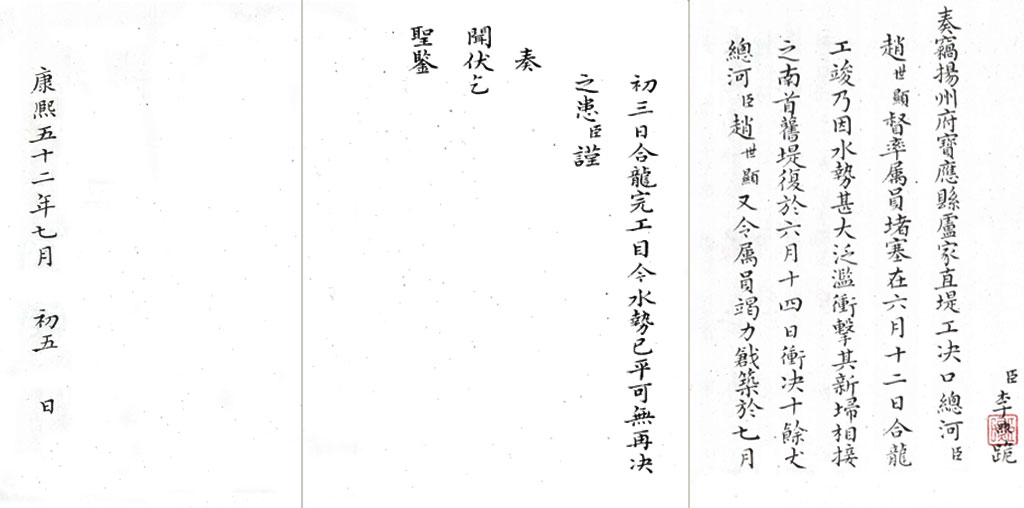 臣李煦跪
奏竊揚州府寶應縣盧家直堤工決口總河臣
趙世顯督率属員堵塞在六月十二日合龍
工竣乃因水勢甚大泛濫衝擊其新埽相接
之南首舊堤復於六月十四日衝决十餘丈
總河臣趙世顯又令属員竭力戧築於七月
初三日合龍完工目今水勢已平可無再决
之患臣謹
奏
聞伏乞
聖鑒
康熙五十二年七月 初五 日